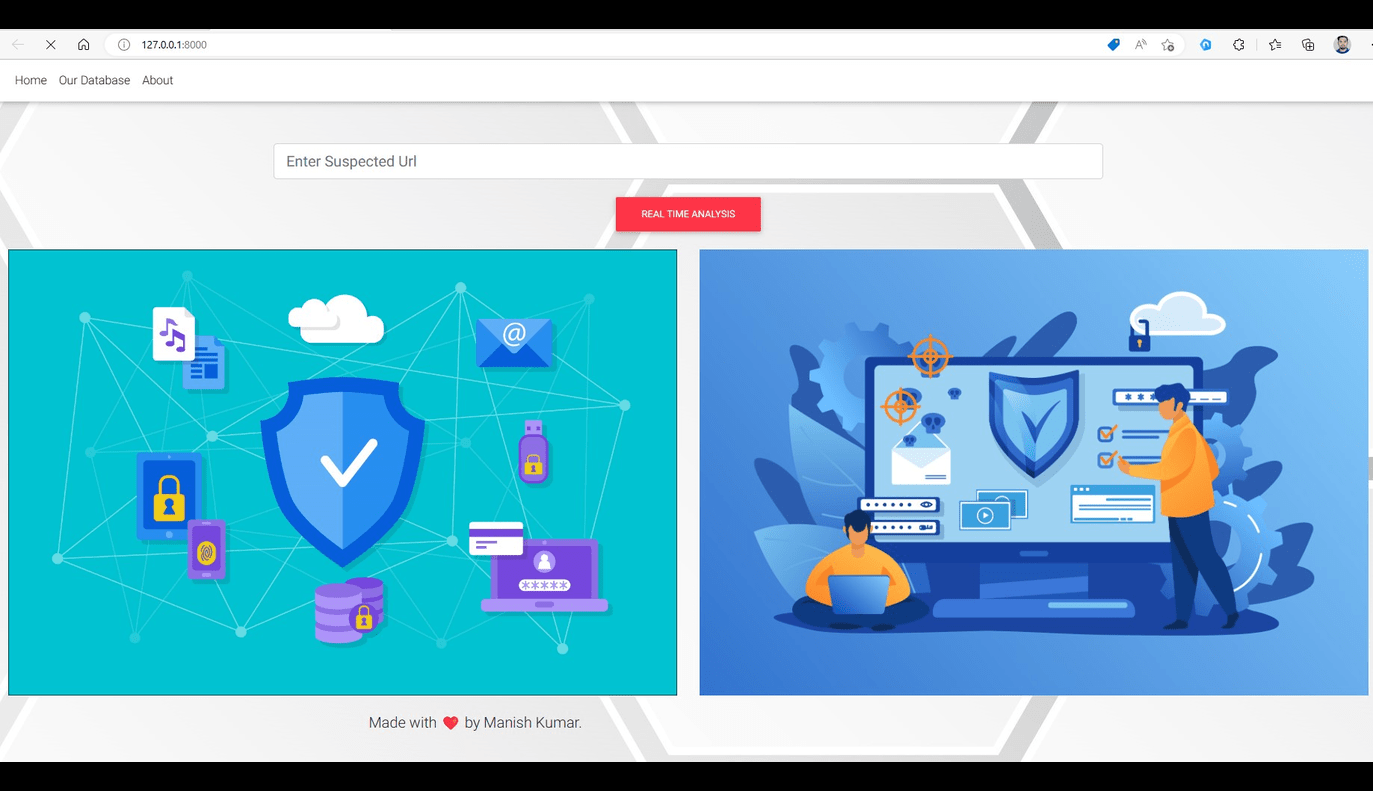 127.0.0.1:8000
Home Our Database About
Enter Suspected Url
REAL TIME ANALYSIS
@
Made with ❤ by Manish Kumar.